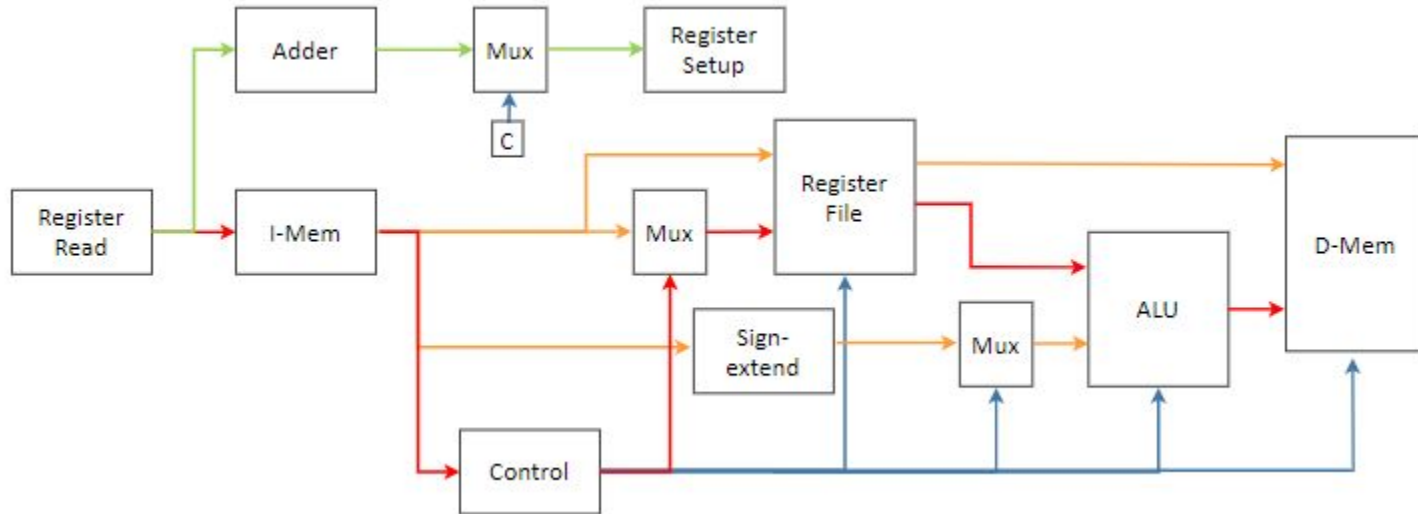 Adder
Mux
Register
Setup
C
Register
Read
I-Mem
Mux
Register
File
D-Mem
ALU
Sign-
extend
Mux
Control